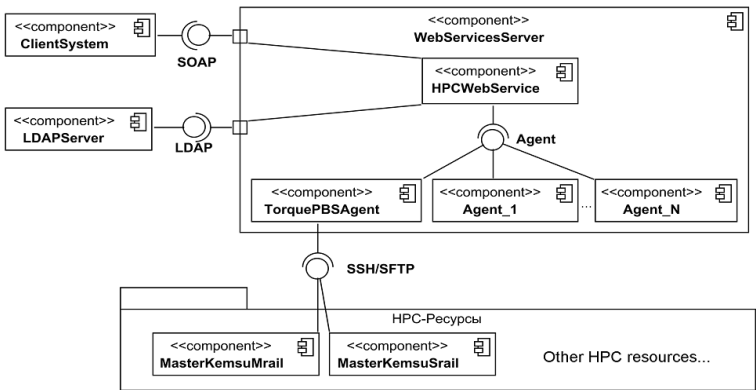 <<component>>
ClientSystem
SOAP
<<component>>
WebServicesServer
<<component>>
HPCWebService
<<component>>
LDAPServer
LDAP
Agent
<<component>>
TorquePBSAgent
<<component>>
Agent_1
...
<<component>>
Agent_N
SSH/SFTP
HPC-Ресурсы
<<component>>
MasterKemsuMrail
<<component>>
MasterKemsuSrail
Other HPC resources...